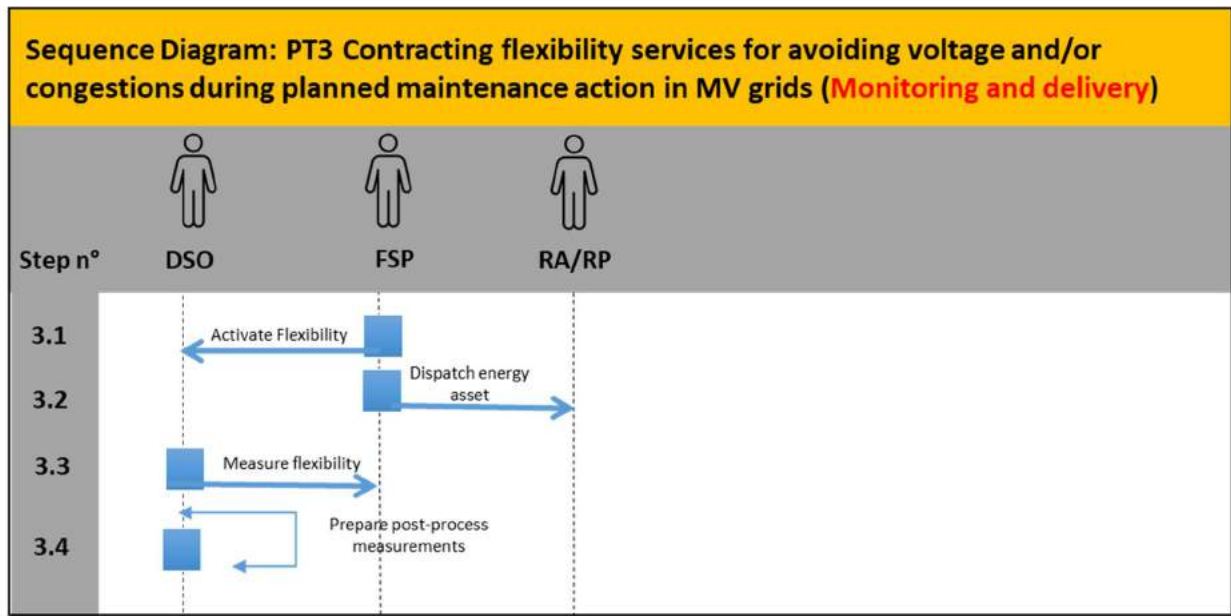 Sequence Diagram: PT3 Contracting flexibility services for avoiding voltage and/or
congestions during planned maintenance action in MV grids (Monitoring and delivery)
Step n° DSO FSP RA/RP
3.1 Activate Flexibility
Dispatch energy
asset
3.2
3.3 Measure flexibility
Prepare post-process
measurements
3.4